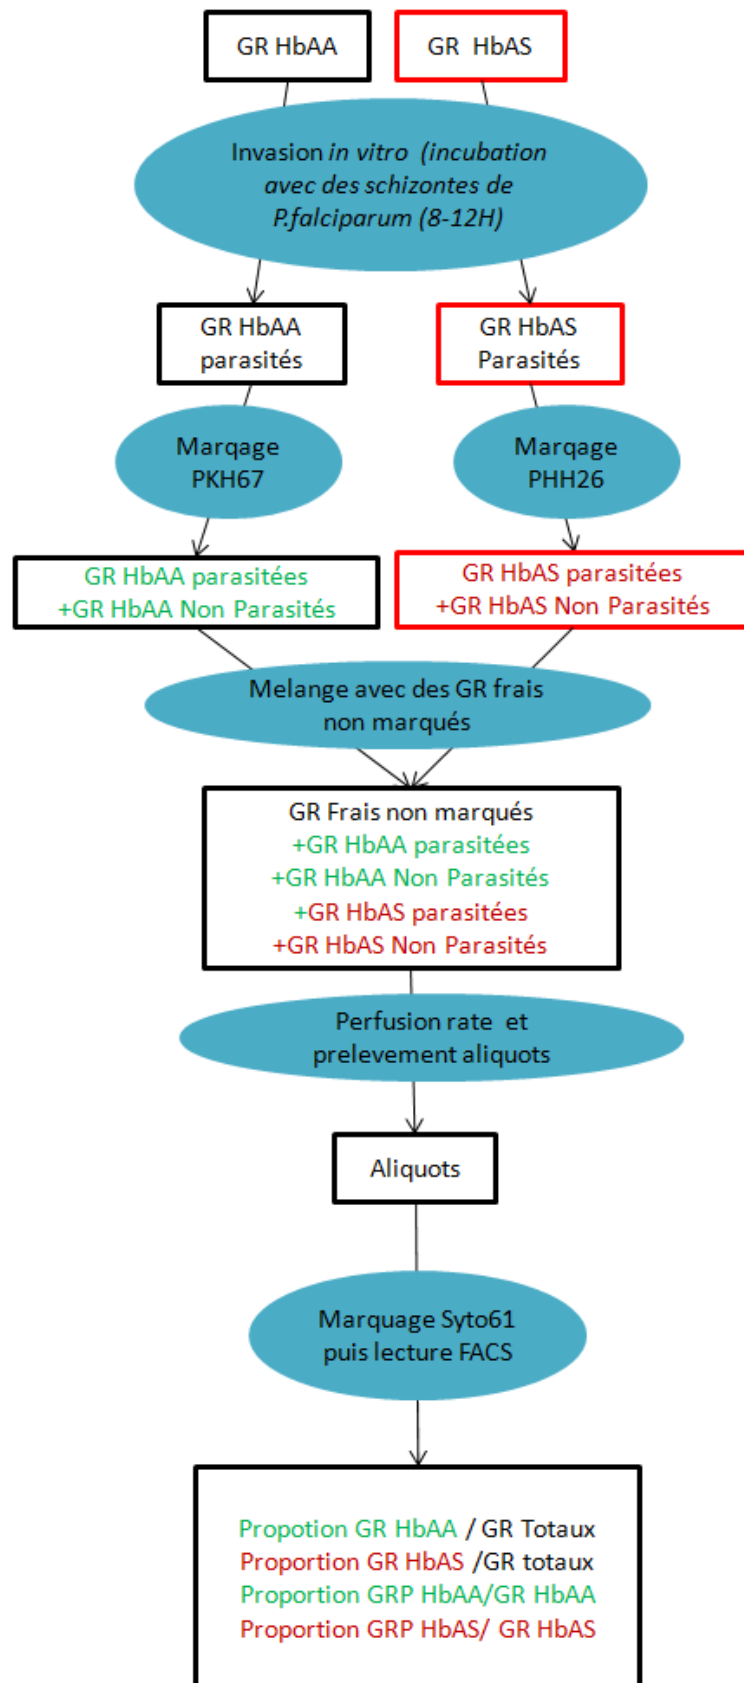 GR HbAA
GR HbAS
Invasion in vitro (incubation
avec des schizontes de
P.falciparum (8-12H)
GR HbAA
parasités
GR HbAS
Parasités
Marqage
PKH67
Marqage
PHH26
GR HbAA parasitées
+GR HbAA Non Parasités
GR HbAS parasitées
+GR HbAS Non Parasités
Melange avec des GR frais
non marqués
GR Frais non marqués
+GR HbAA parasitées
+GR HbAA Non Parasités
+GR HbAS parasitées
+GR HbAS Non Parasités
Perfusion rate et
prelevement aliquots
Aliquots
Marquage Syto61
puis lecture FACS
Propotion GR HbAA / GR Totaux
Proportion GR HbAS /GR totaux
Proportion GRP HbAA/GR HbAA
Proportion GRP HbAS/ GR HbAS